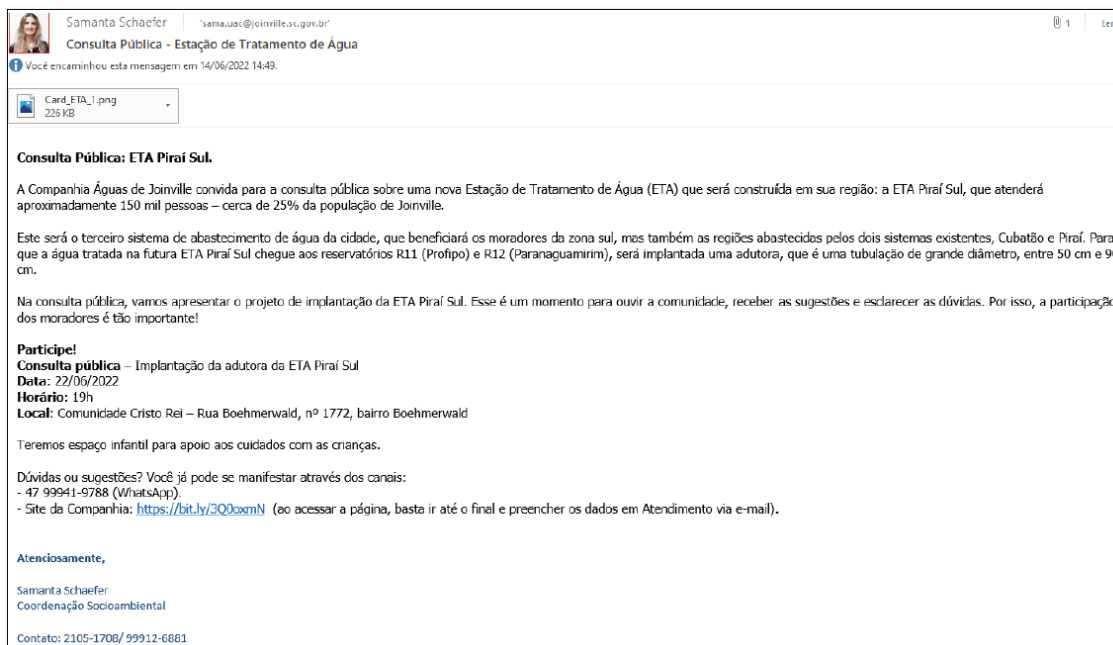 Samanta Schaefer 'sama.uac@joinville.sc.gov.br' 1 ter
Consulta Pública - Estação de Tratamento de Água
Você encaminhou esta mensagem em 14/06/2022 14:49.
Card_ETA_1.png
226 KB
Consulta Pública: ETA Piraí Sul.
A Companhia Águas de Joinville convida para a consulta pública sobre uma nova Estação de Tratamento de Água (ETA) que será construída em sua região: a ETA Piraí Sul, que atenderá
aproximadamente 150 mil pessoas – cerca de 25% da população de Joinville.
Este será o terceiro sistema de abastecimento de água da cidade, que beneficiará os moradores da zona sul, mas também as regiões abastecidas pelos dois sistemas existentes, Cubatão e Piraí. Para
que a água tratada na futura ETA Piraí Sul chegue aos reservatórios R11 (Profipo) e R12 (Paranaguamirim), será implantada uma adutora, que é uma tubulação de grande diâmetro, entre 50 cm e
cm.
Na consulta pública, vamos apresentar o projeto de implantação da ETA Piraí Sul. Esse é um momento para ouvir a comunidade, receber as sugestões e esclarecer as dúvidas. Por isso, a participação
dos moradores é tão importante!
Participe!
Consulta pública – Implantação da adutora da ETA Piraí Sul
Data: 22/06/2022
Horário: 19h
Local: Comunidade Cristo Rei – Rua Boehmerwald, nº 1772, bairro Boehmerwald
Teremos espaço infantil para apoio aos cuidados com as crianças.
Dúvidas ou sugestões? Você já pode se manifestar através dos canais:
- 47 99941-9788 (WhatsApp).
- Site da Companhia: https://bit.ly/3Q0oxmN (ao acessar a página, basta ir até o final e preencher os dados em Atendimento via e-mail).
Atenciosamente,
Samanta Schaefer
Coordenação Socioambiental
Contato: 2105-1708/ 99912-6881